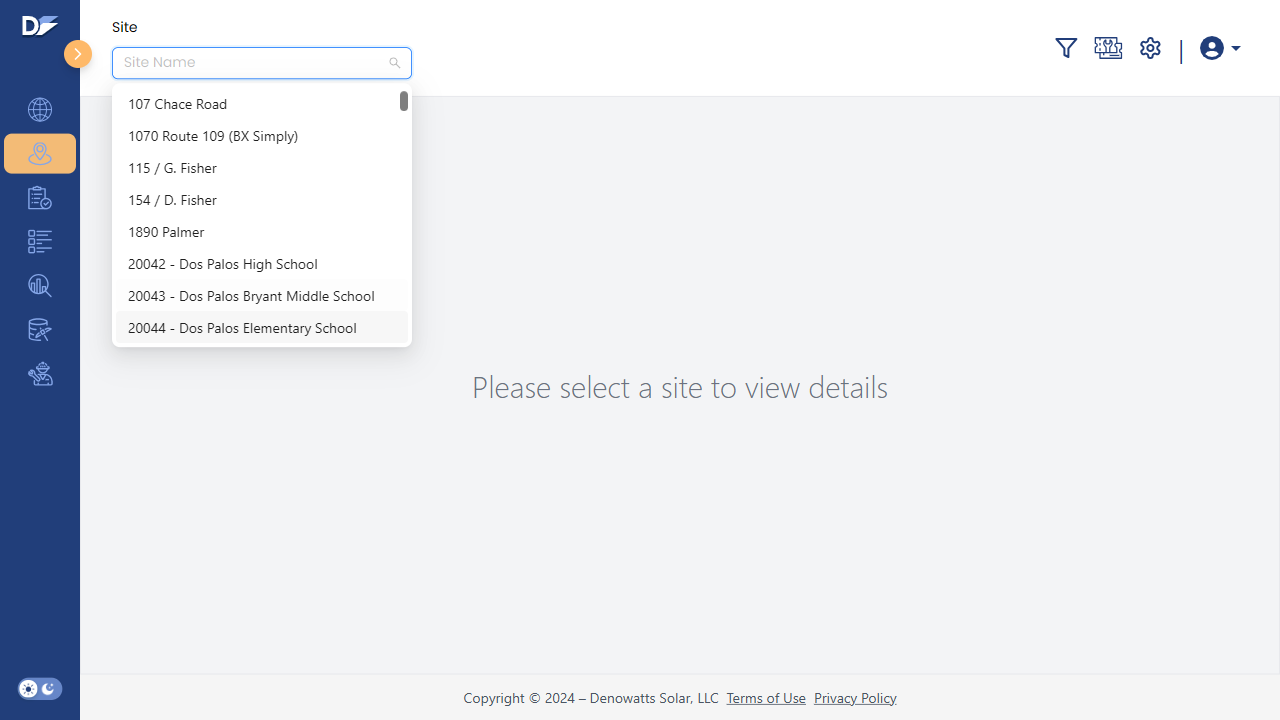 Site
Site Name
107 Chace Road
1070 Route 109 (BX Simply)
115 / G. Fisher
154 / D. Fisher
1890 Palmer
20042 - Dos Palos High School
20043 - Dos Palos Bryant Middle School
20044 - Dos Palos Elementary School
Please select a site to view details
Copyright © 2024 – Denowatts Solar, LLC Terms of Use Privacy Policy